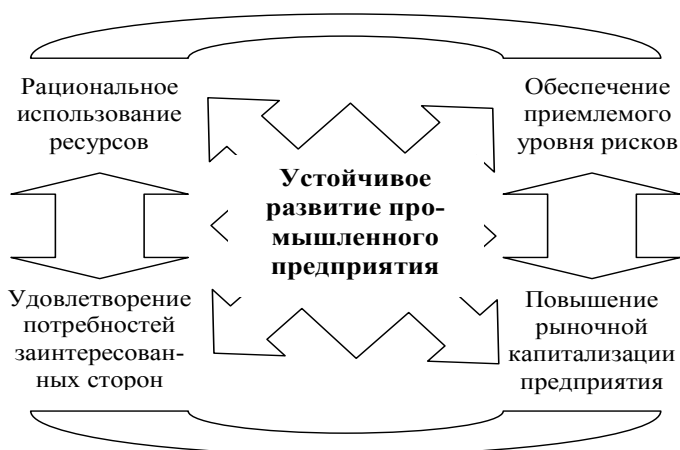 Рациональное
использование
ресурсов
Обеспечение
приемлемого
уровня рисков
Устойчивое
развитие про-
мышленного
предприятия
Удовлетворение
потребностей
заинтересован-
ных сторон
Повышение
рыночной
капитализации
предприятия